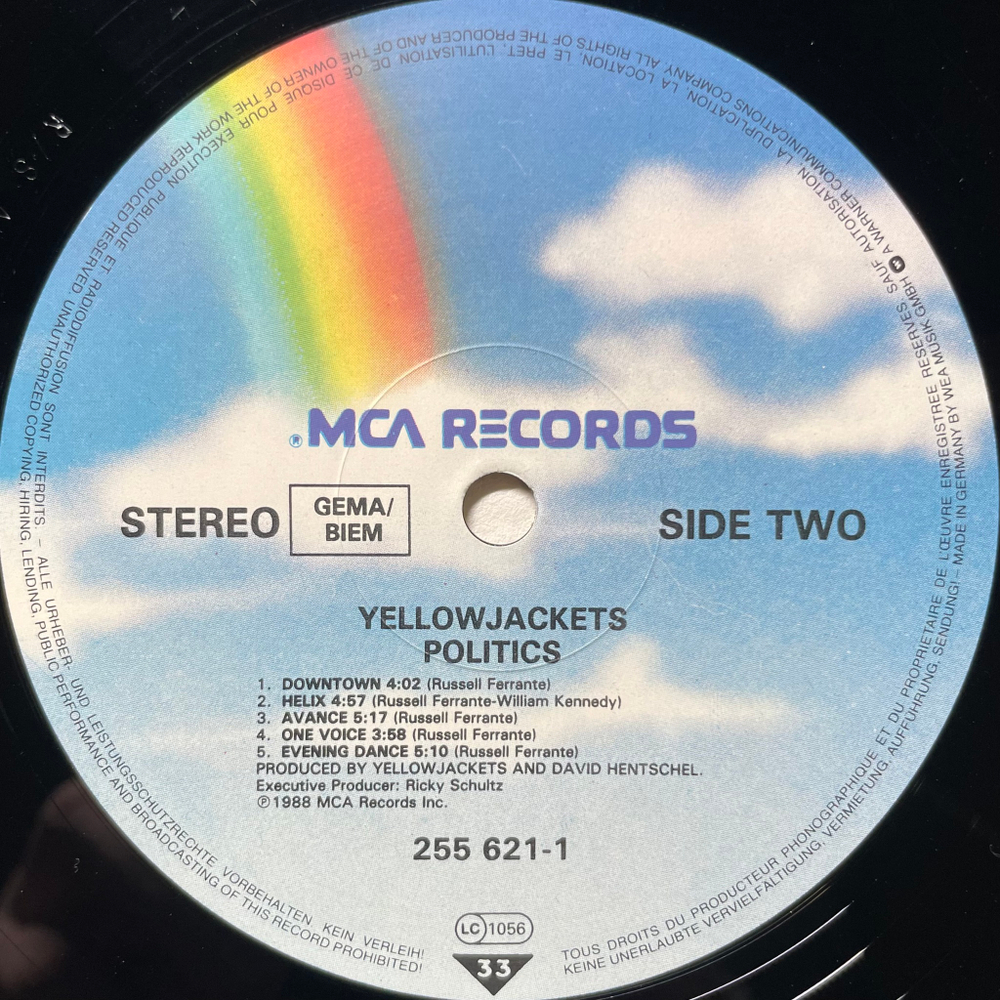 ® MCA RECORDS
STEREO
GEMA/
BIEM
SIDE TWO
YELLOWJACKETS
POLITICS
1. DOWNTOWN 4:02 (Russell Ferrante)
2. HELIX 4:57 (Russell Ferrante-William Kennedy)
3. AVANCE 5:17 (Russell Ferrante)
4. ONE VOICE 3:58 (Russell Ferrante)
5. EVENING DANCE 5:10 (Russell Ferrante)
PRODUCED BY YELLOWJACKETS AND DAVID HENTSCHEL.
Executive Producer: Ricky Schultz
℗1988 MCA Records Inc.
255 621-1
LC 1056
33
TOUS DROITS DU PRODUCTEUR PHONOGRAPHIQUE ET DU PROPRIETAIRE DE L'ŒUVRE ENREGISTREE RESERVES. SAUF AUTORISATION, LA DUPLICATION, LA LOCATION, LE PRET, L'UTILISATION DE CE DISQUE POUR EXECUTION PUBLIQUE ET RADIODIFFUSION SONT INTERDITS. – ALLE URHEBER- UND LEISTUNGSSCHUTZRECHTE VORBEHALTEN. KEIN VERLEIH!
KEINE UNERLAUBTE VERVIELFÄLTIGUNG, VERMIETUNG, AUFFÜHRUNG, SENDUNG! – MADE IN GERMANY BY WEA MUSIK GMBH W A WARNER COMMUNICATIONS COMPANY. ALL RIGHTS OF THE PRODUCER AND OF THE OWNER OF THE WORK REPRODUCED RESERVED. UNAUTHORIZED COPYING, HIRING, LENDING, PUBLIC PERFORMANCE AND BROADCASTING OF THIS RECORD PROHIBITED!